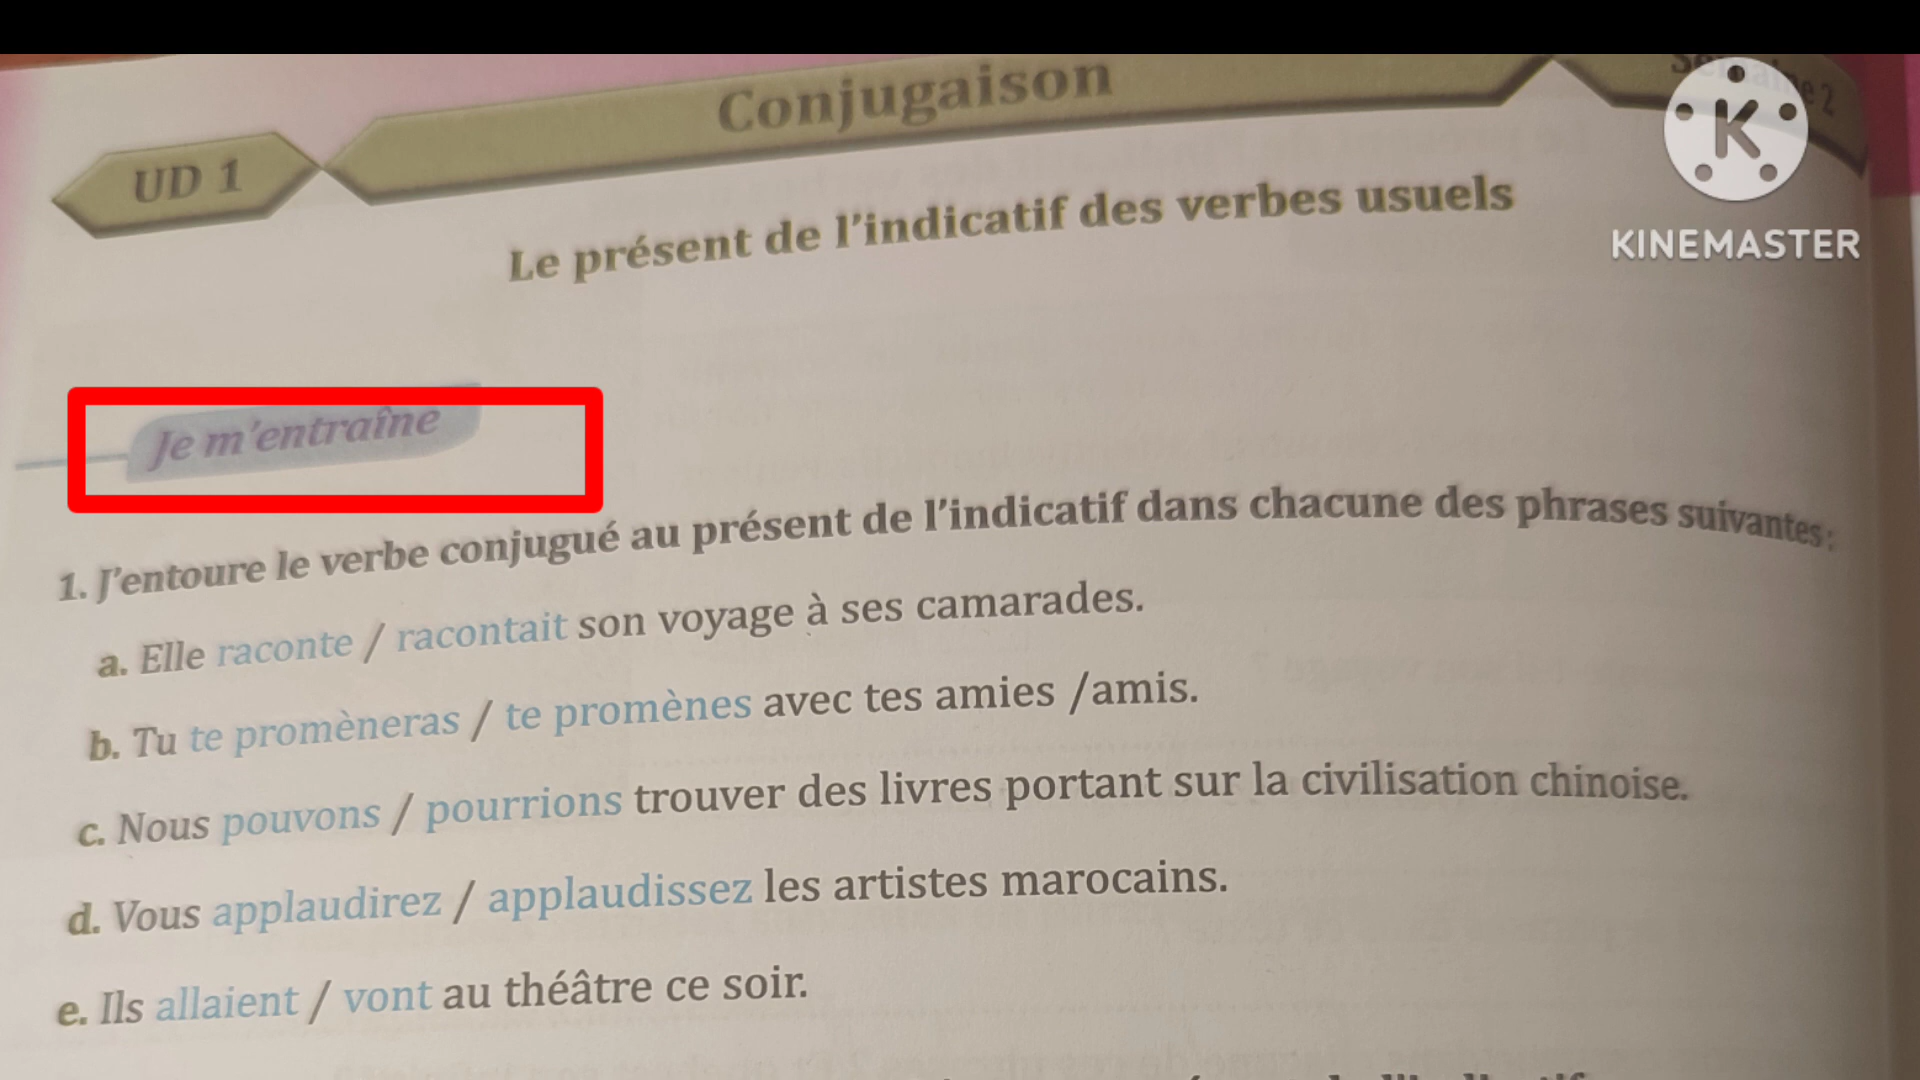 UD 1
Conjugaison
Semaine 2
KINEMASTER
Le présent de l'indicatif des verbes usuels
Je m'entraîne
1. J'entoure le verbe conjugué au présent de l'indicatif dans chacune des phrases suivantes :
a. Elle raconte / racontait son voyage à ses camarades.
b. Tu te promèneras / te promènes avec tes amies /amis.
c. Nous pouvons / pourrions trouver des livres portant sur la civilisation chinoise.
d. Vous applaudirez / applaudissez les artistes marocains.
e. Ils allaient / vont au théâtre ce soir.